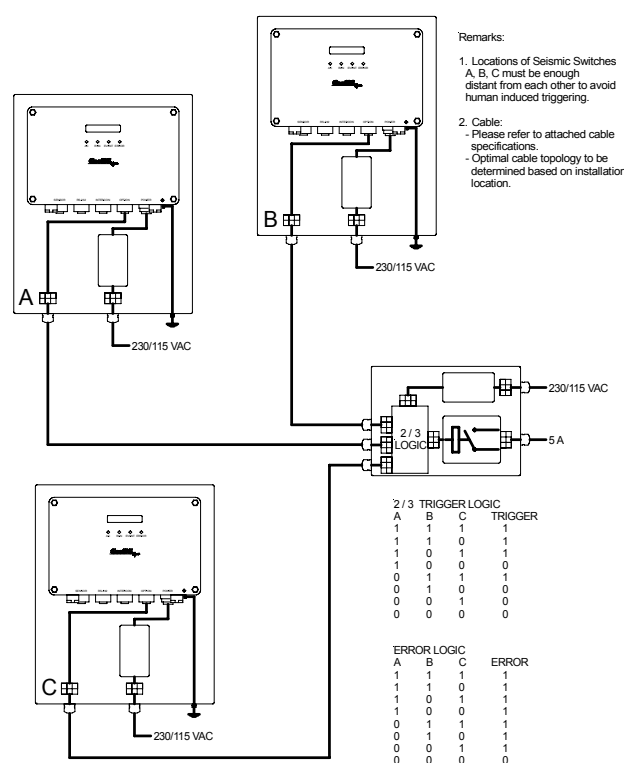 Remarks:
1. Locations of Seismic Switches
A, B, C must be enough
distant from each other to avoid
human induced triggering.
2. Cable:
- Please refer to attached cable
specifications.
- Optimal cable topology to be
determined based on installation
location.
B
230/115 VAC
A
230/115 VAC
230/115 VAC
2 / 3
LOGIC
5 A
C
230/115 VAC
2 / 3 TRIGGER LOGIC
A B C TRIGGER
1 1 1 1
1 1 0 1
1 0 1 1
1 0 0 0
0 1 1 1
0 1 0 0
0 0 1 0
0 0 0 0
ERROR LOGIC
A B C ERROR
1 1 1 1
1 1 0 1
1 0 1 1
1 0 0 1
0 1 1 1
0 1 0 1
0 0 1 1
0 0 0 0